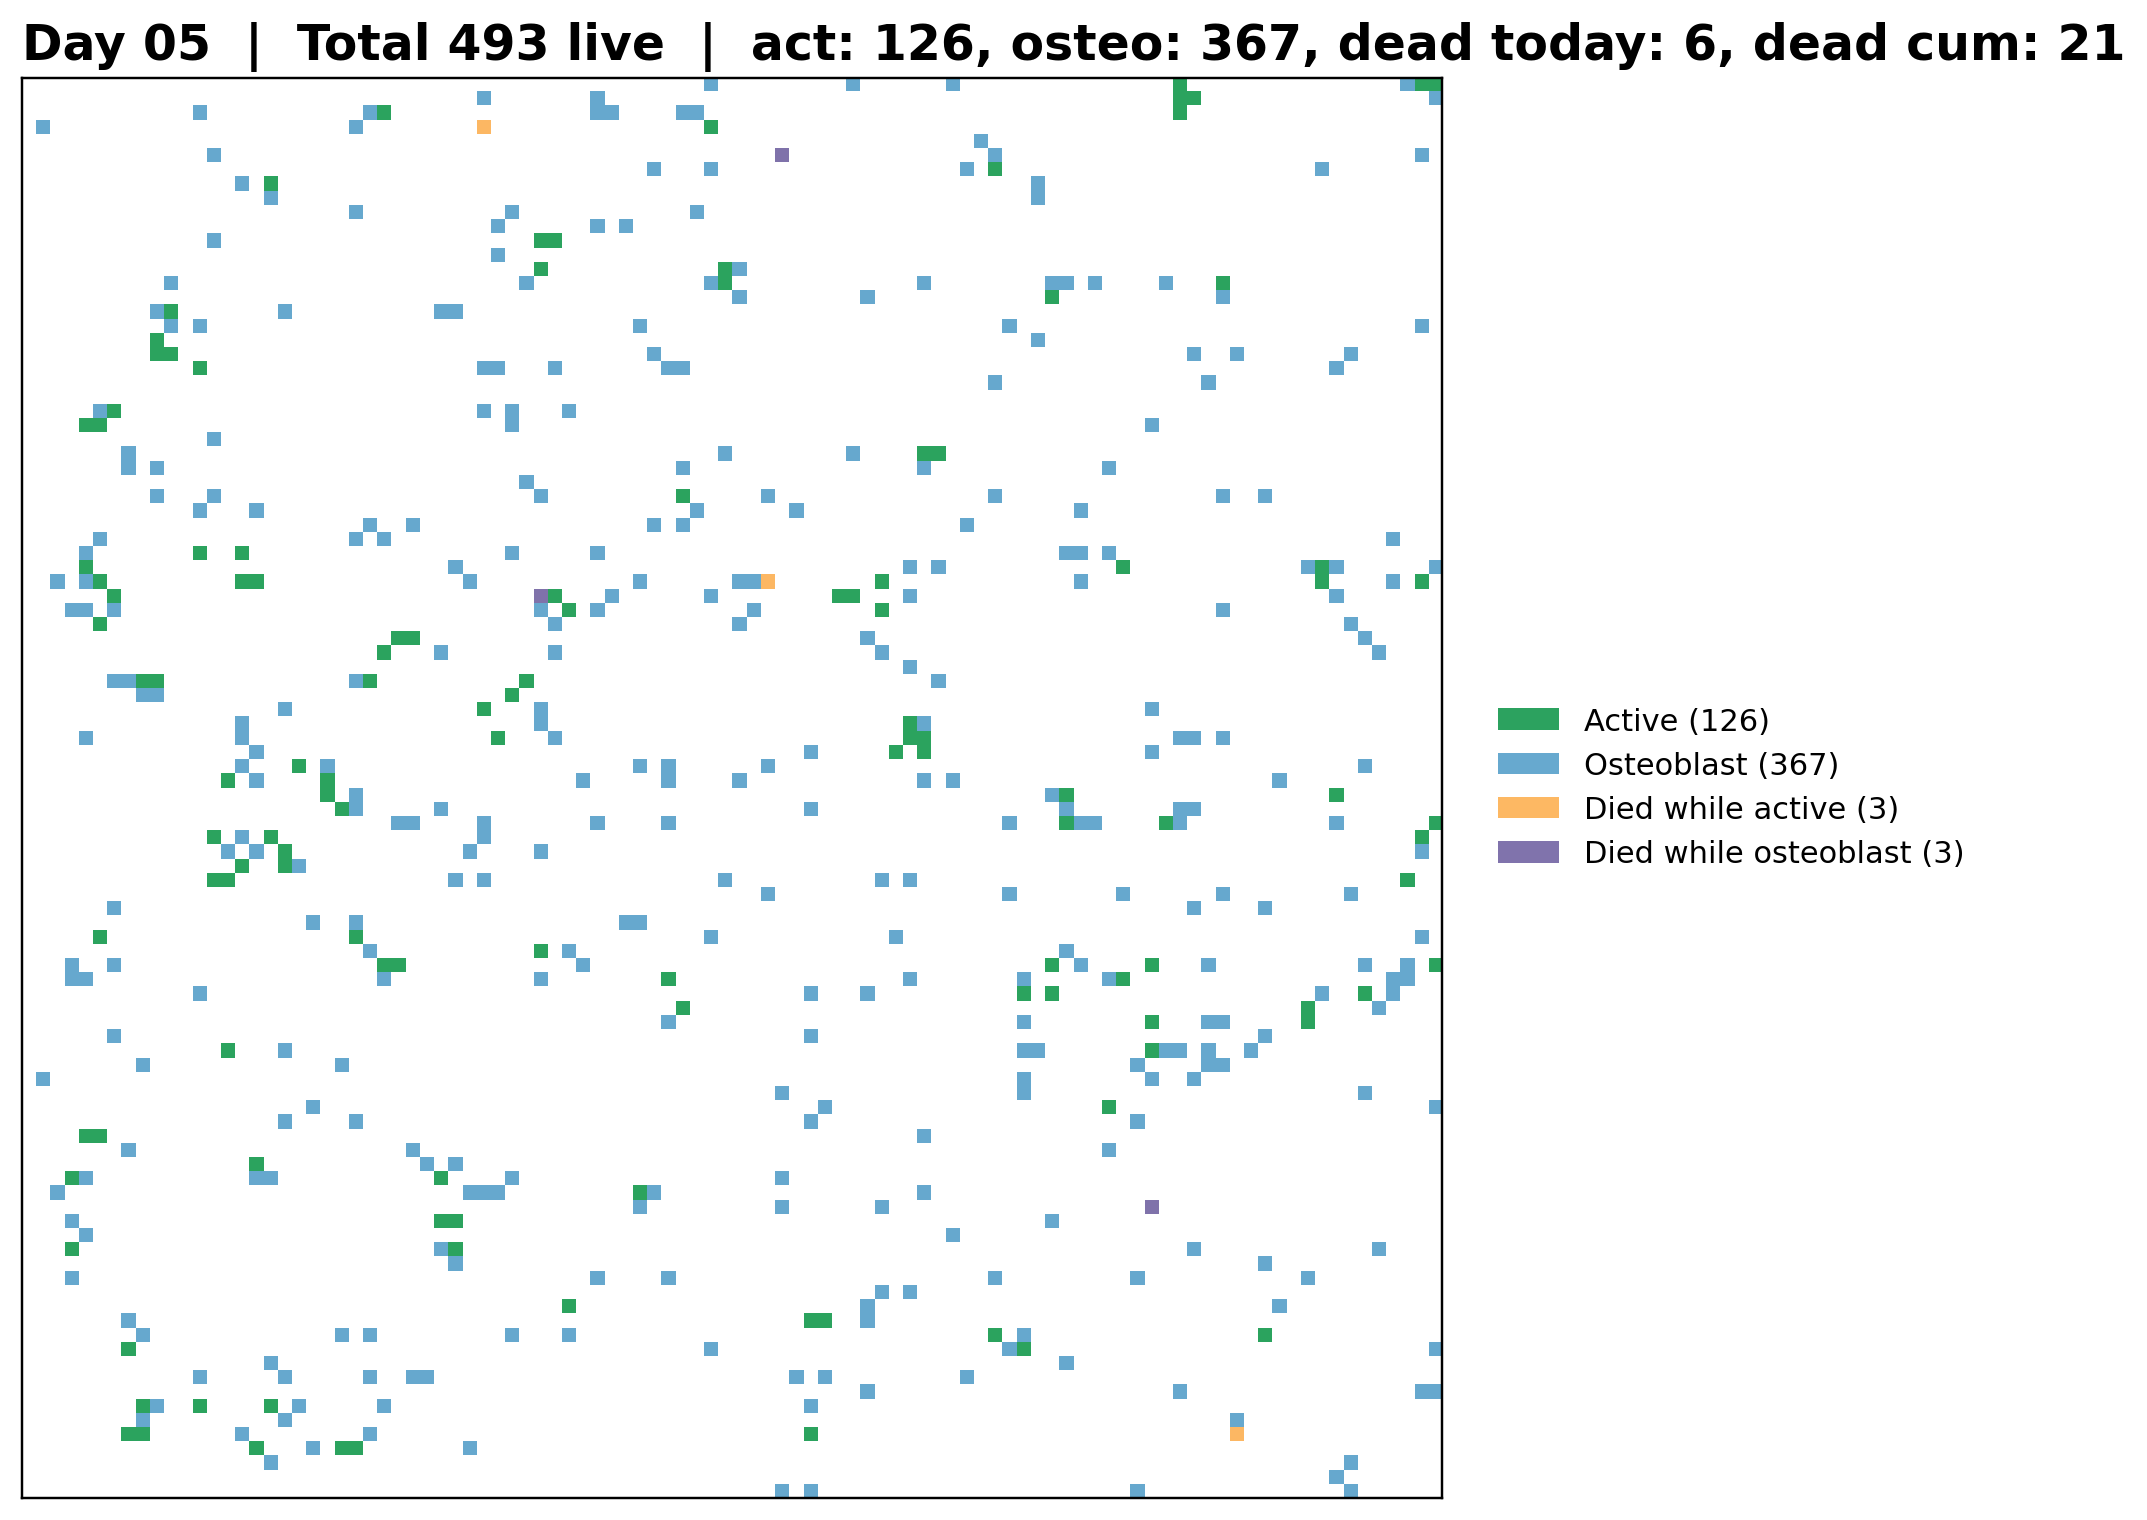 Day 05 | Total 493 live | act: 126, osteo: 367, dead today: 6, dead cum: 21
Active (126)
Osteoblast (367)
Died while active (3)
Died while osteoblast (3)